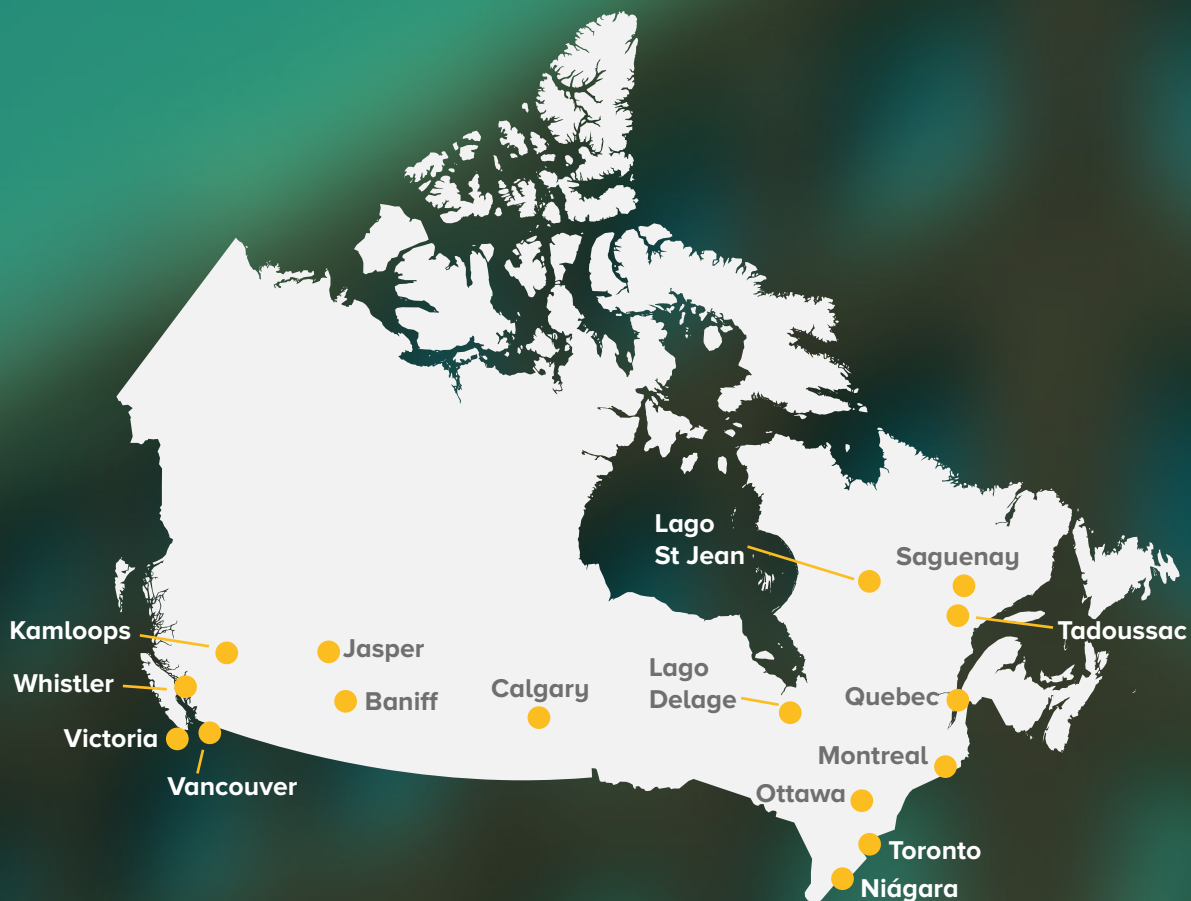 Lago
St Jean
Saguenay
Kamloops
Tadoussac
Jasper
Whistler
Lago
Delage
Baniff
Calgary
Quebec
Victoria
Montreal
Vancouver
Ottawa
Toronto
Niágara